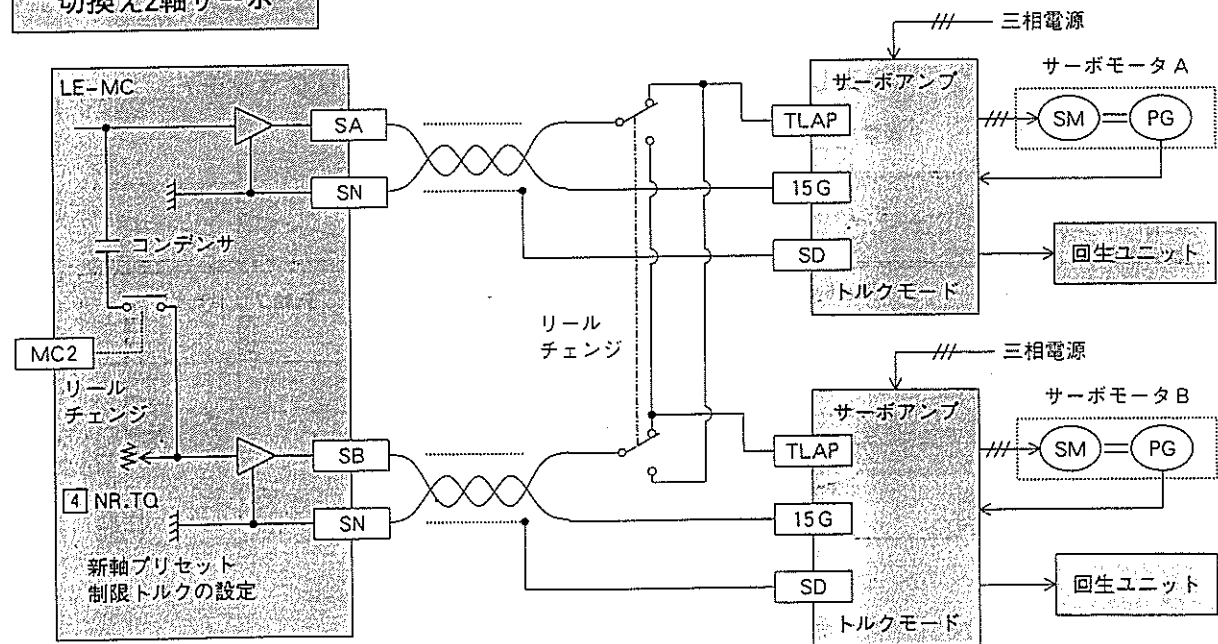 切換え2軸サーボ
LE-MC
SA
SN
コンデンサ
MC2
リール
チェンジ
4 NR.TQ
SB
SN
新軸プリセット
制限トルクの設定
リール
チェンジ
三相電源
サーボアンプ
TLAP
15G
SD
トルクモード
サーボモータA
SM
PG
回生ユニット
三相電源
サーボアンプ
TLAP
15G
SD
トルクモード
サーボモータB
SM
PG
回生ユニット